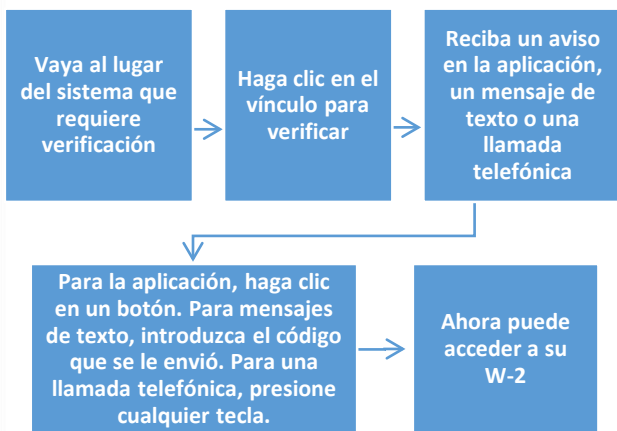 Vaya al lugar
del sistema que
requiere
verificación
Haga clic en el
vínculo para
verificar
Reciba un aviso
en la aplicación,
un mensaje de
texto o una
llamada
telefónica
Para la aplicación, haga clic
en un botón. Para mensajes
de texto, introduzca el código
que se le envió. Para una
llamada telefónica, presione
cualquier tecla.
Ahora puede
acceder a su
W-2